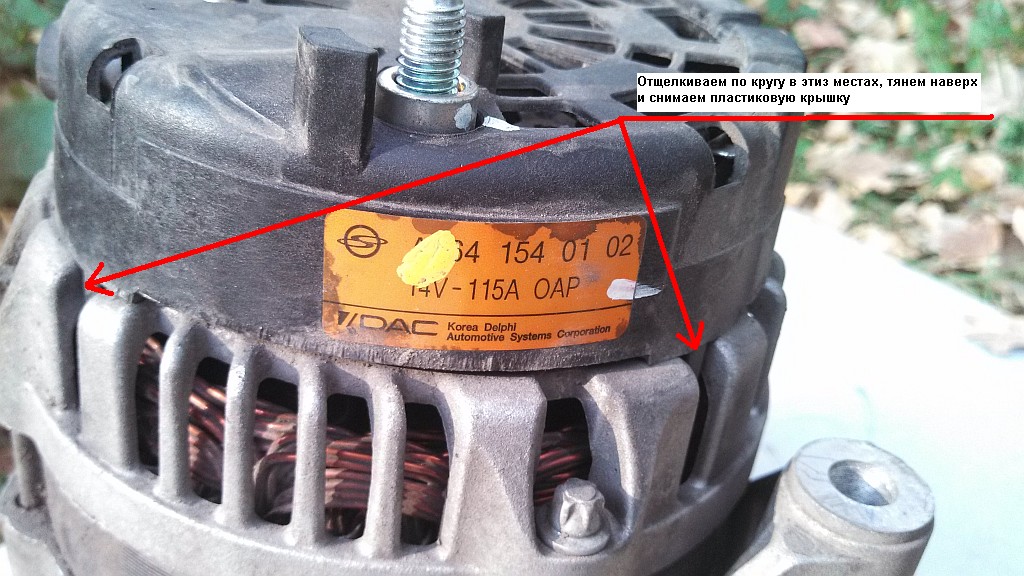 Отщелкиваем по кругу в этиз местах, тянем наверх
и снимаем пластиковую крышку
64 154 01 02
14V-115A OAP
DAC Korea Delphi
Automotive Systems Corporation